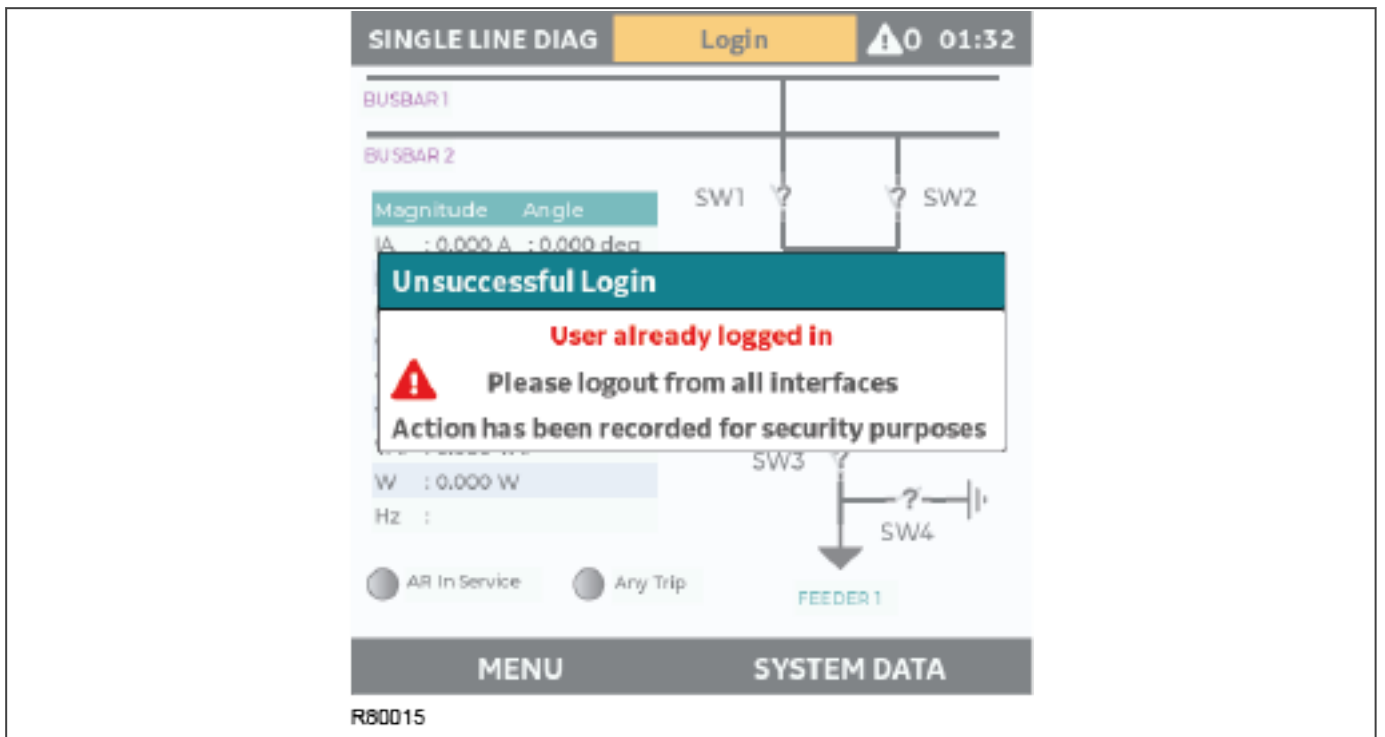 SINGLE LINE DIAG Login 0 01:32
BUSBAR 1
BUSBAR 2
SW1 ? ? SW2
Magnitude Angle
IA : 0.000 A : 0.000 deg
Unsuccessful Login
User already logged in
Please logout from all interfaces
Action has been recorded for security purposes
SW3 ?
W : 0.000 W
?
Hz :
SW4
AR In Service Any Trip
FEEDER 1
MENU SYSTEM DATA
R80015